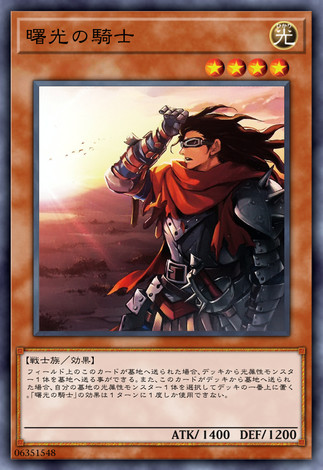 曙光の騎士
光
【戦士族／効果】
フィールド上のこのカードが墓地へ送られた場合、デッキから光属性モンスタ
ー１体を墓地へ送る事ができる。また、このカードがデッキから墓地へ送られ
た場合、自分の墓地の光属性モンスター１体を選択してデッキの一番上に置く。
「曙光の騎士」の効果は１ターンに１度しか使用できない。
ATK/ 1400 DEF/ 1200
06351548